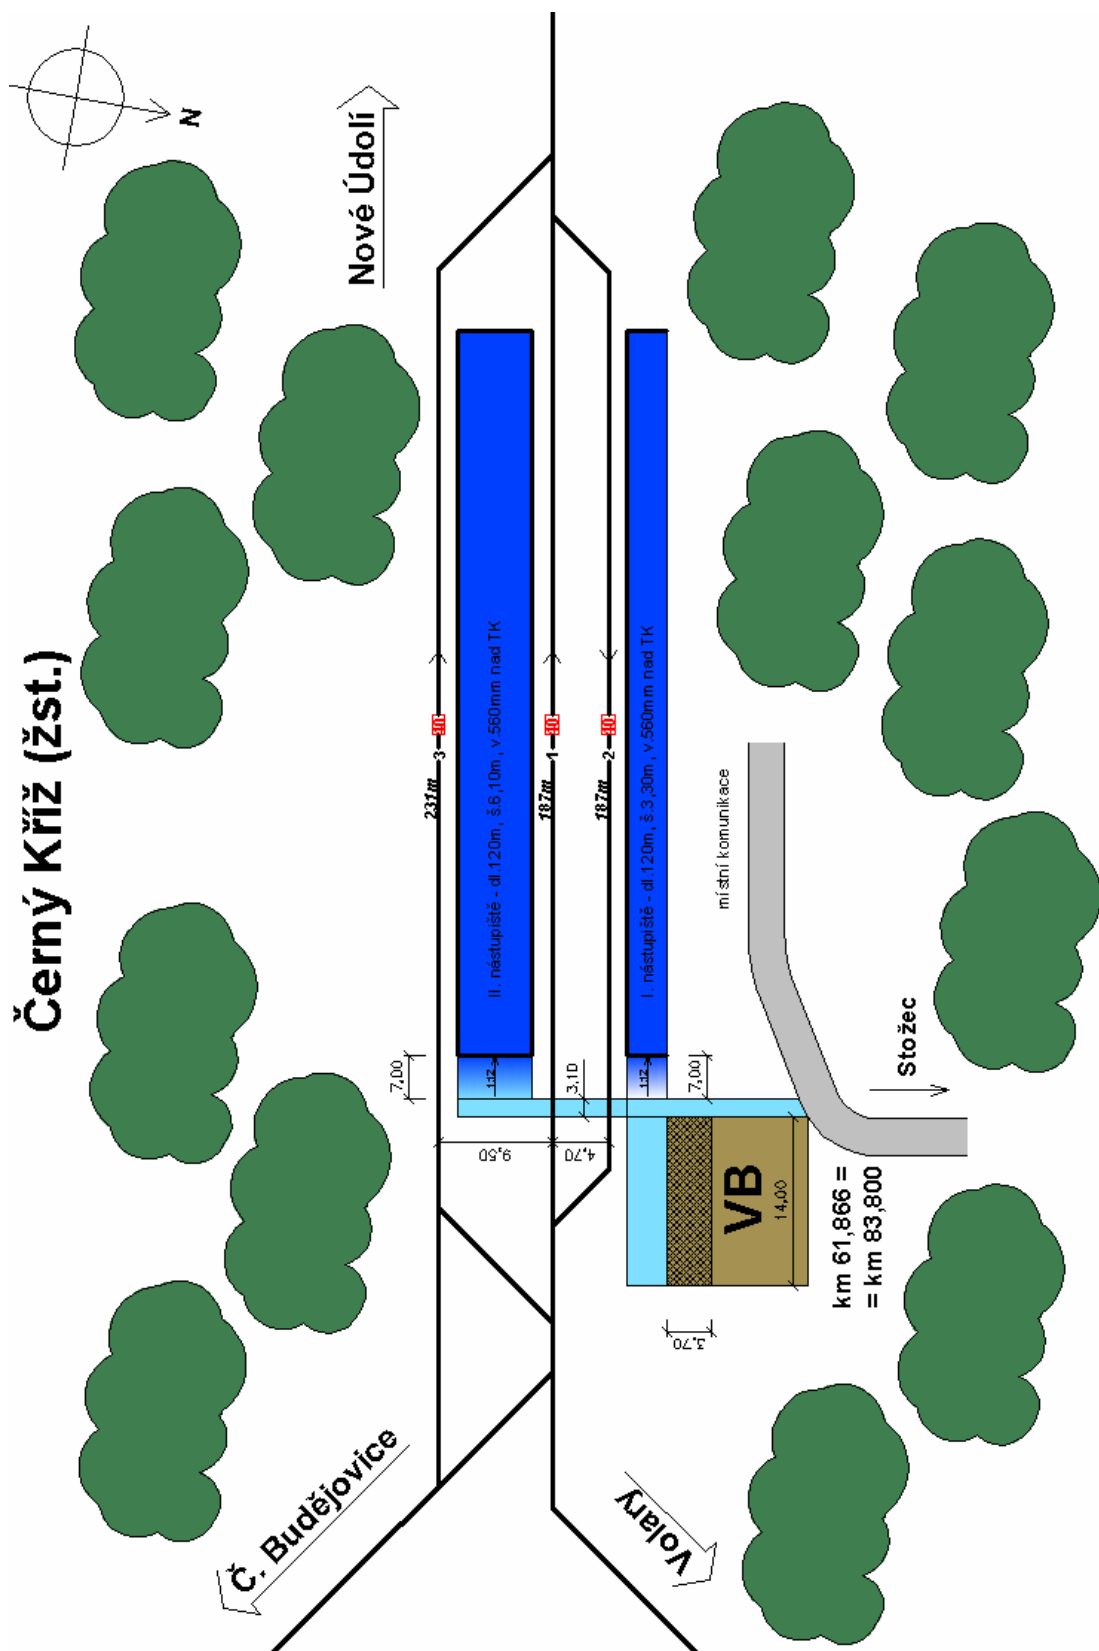 Černý Kříž (žst.)
N
Nové Údolí
II. nástupiště - dl.120m, š.6,10m, v.560mm nad TK
I. nástupiště - dl.120m, š.3,30m, v.560mm nad TK
231m
3
40
187m
1
40
187m
2
40
místní komunikace
7,00
1:12
3,10
1:12
7,00
9,50
4,70
Stožec
VB
14,00
3,70
km 61,866 =
= km 83,800
Č. Budějovice
Volary